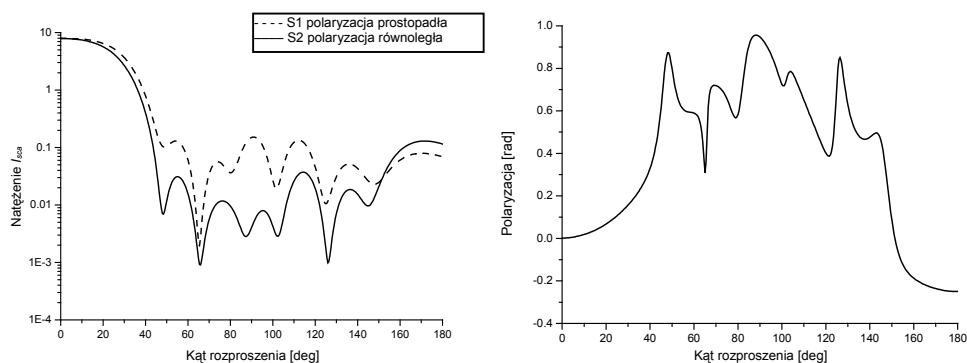 S1 polaryzacja prostopadła
S2 polaryzacja równoległa
10
1
0.1
0.01
1E-3
1E-4
Natężenie Isca
0 20 40 60 80 100 120 140 160 180
Kąt rozproszenia [deg]
1.0
0.8
0.6
0.4
0.2
0.0
-0.2
-0.4
Polaryzacja [rad]
0 20 40 60 80 100 120 140 160 180
Kąt rozproszenia [deg]